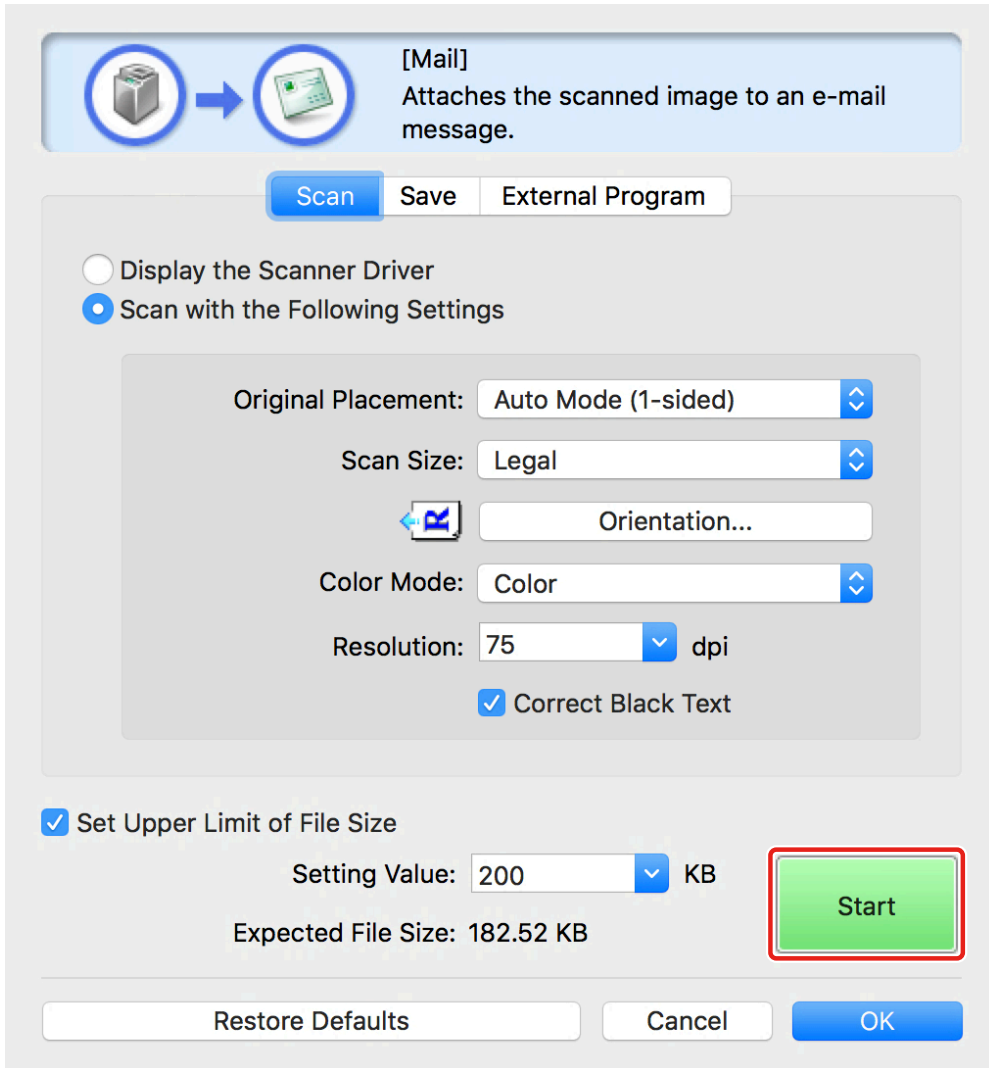 [Mail]
Attaches the scanned image to an e-mail
message.
Scan Save External Program
Display the Scanner Driver
Scan with the Following Settings
Original Placement: Auto Mode (1-sided)
Scan Size: Legal
R Orientation...
Color Mode: Color
Resolution: 75 dpi
Correct Black Text
Set Upper Limit of File Size
Setting Value: 200 KB
Start
Expected File Size: 182.52 KB
Restore Defaults Cancel OK